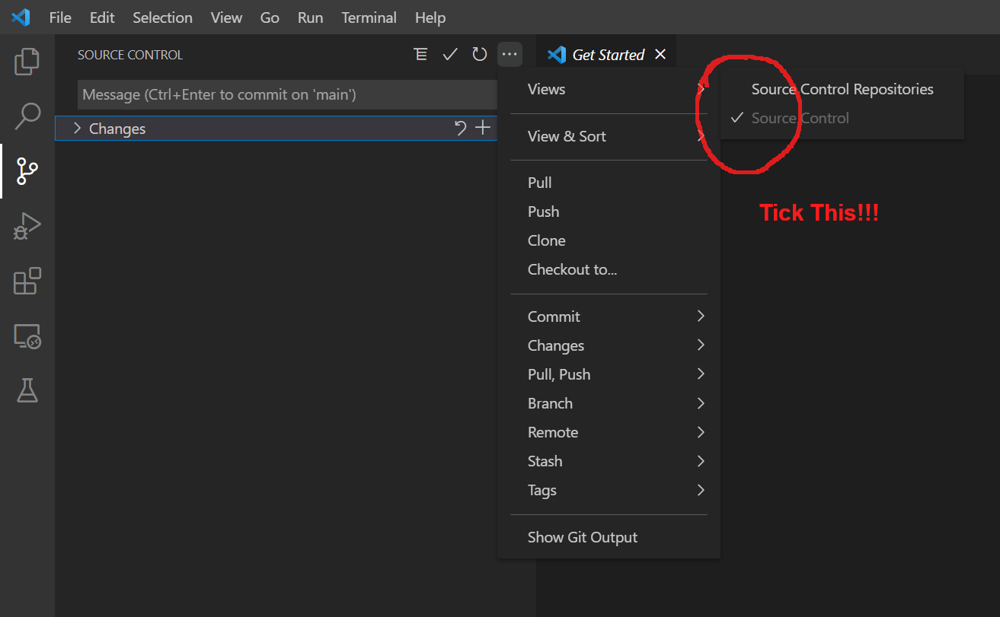 File Edit Selection View Go Run Terminal Help
SOURCE CONTROL
Get Started
Message (Ctrl+Enter to commit on 'main')
Changes
Views
View & Sort
Pull
Push
Clone
Checkout to...
Commit
Changes
Pull, Push
Branch
Remote
Stash
Tags
Show Git Output
Source Control Repositories
Source Control
Tick This!!!